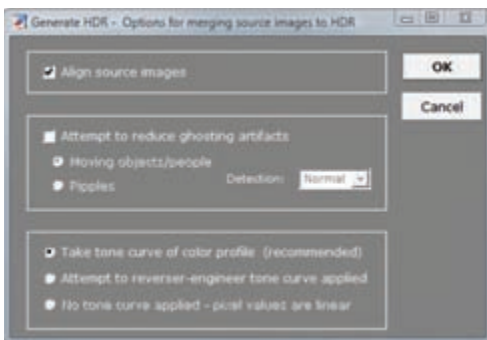 Generate HDR - Options for merging source images to HDR
Align source images
OK
Cancel
Attempt to reduce ghosting artifacts
Moving objects/people
Detection: Normal
Pipples
Take tone curve of color profile (recommended)
Attempt to reverser-engineer tone curve applied
No tone curve applied - pixel values are linear